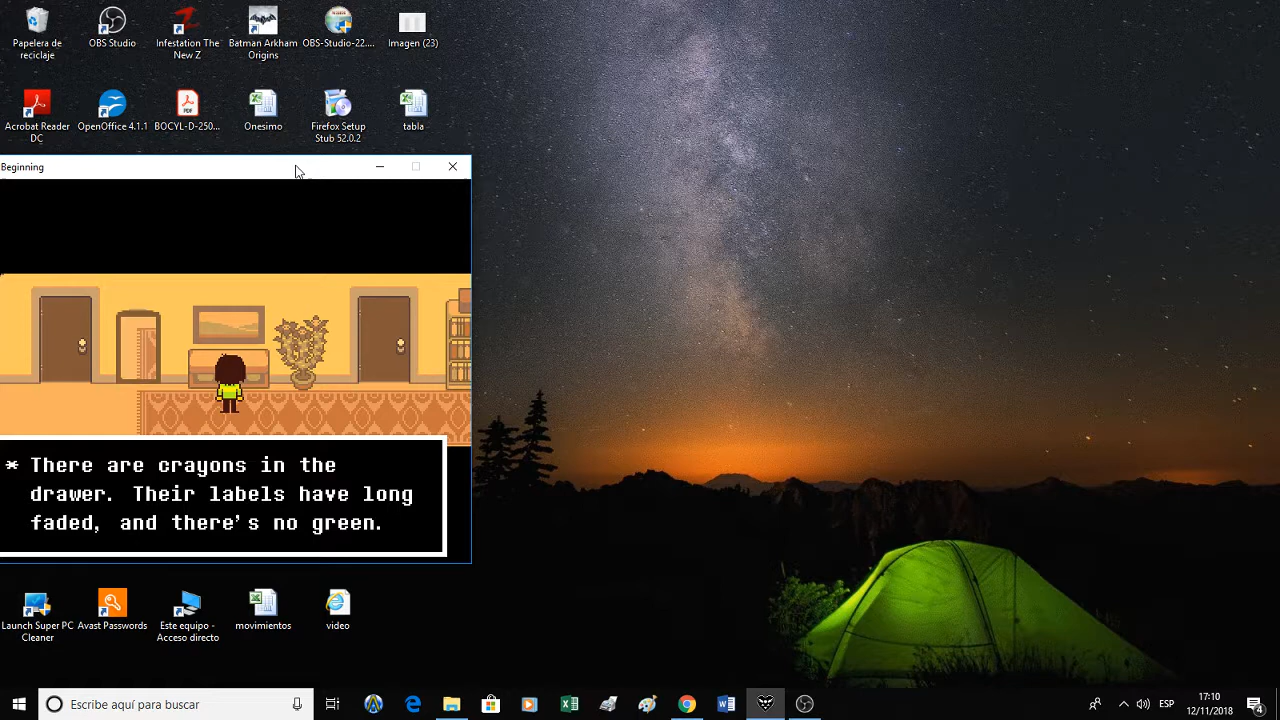 Papelera de
reciclaje
OBS Studio
Infestation The
New Z
Batman Arkham
Origins
OBS-Studio-22....
Imagen (23)
Acrobat Reader
DC
OpenOffice 4.1.1
BOCYL-D-250...
Onesimo
Firefox Setup
Stub 52.0.2
tabla
Beginning
* There are crayons in the
drawer. Their labels have long
faded, and there's no green.
Launch Super PC
Cleaner
Avast Passwords
Este equipo -
Acceso directo
movimientos
video
Escribe aquí para buscar
ESP
17:10
12/11/2018
4